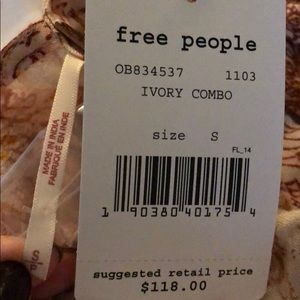 free people
OB834537 1103
IVORY COMBO
size S
FL_14
1 90380 40175 4
suggested retail price
$118.00
MADE IN INDIA
FABRIQUÉ EN INDE
S/P